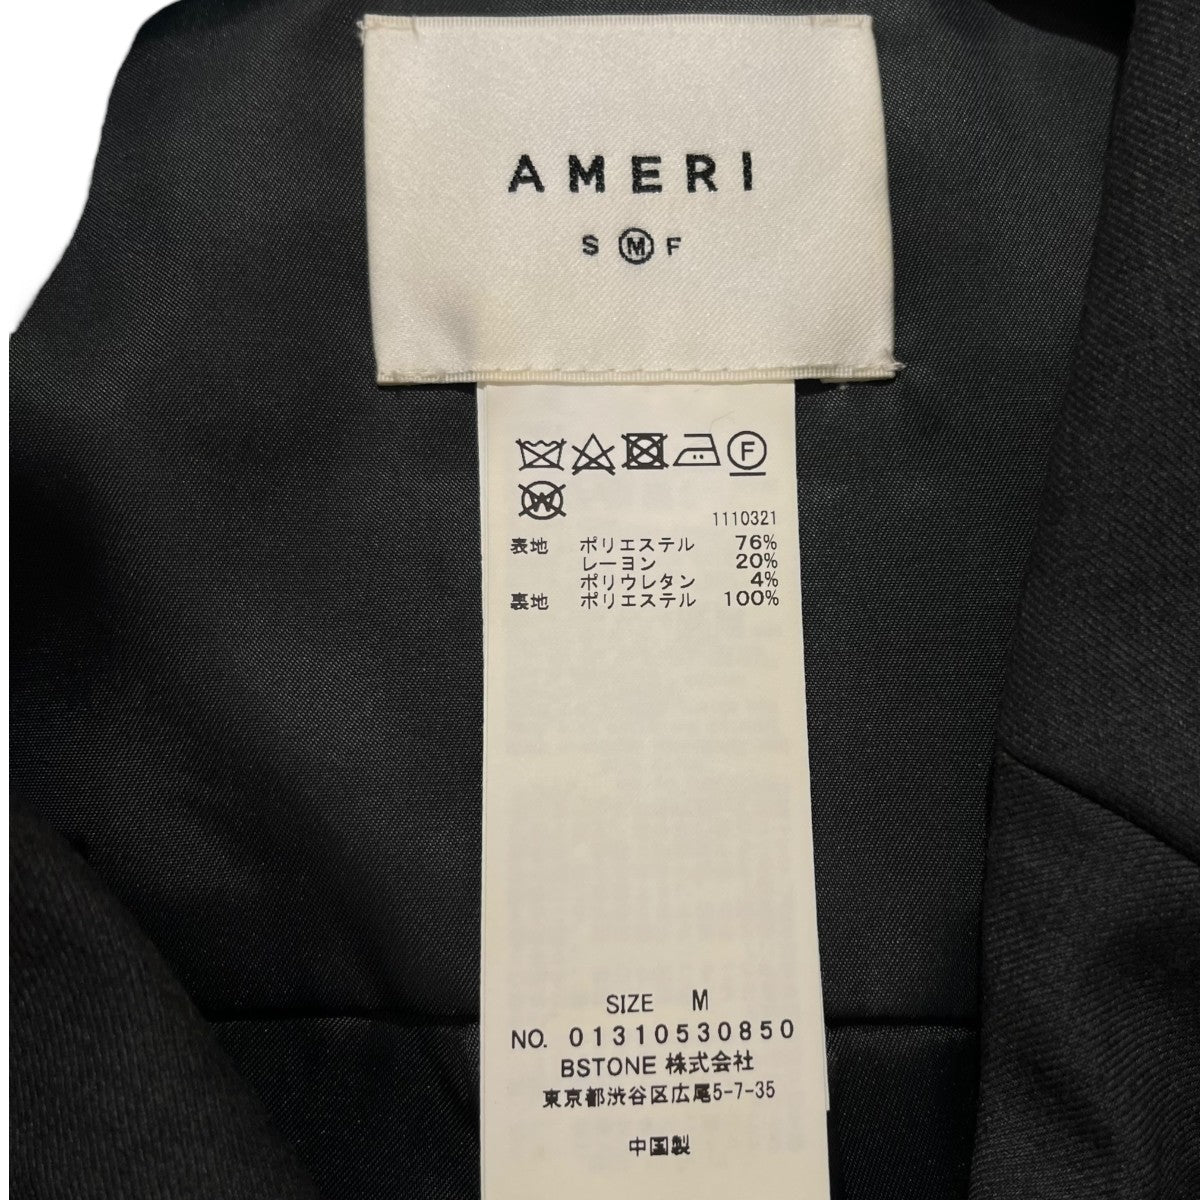 AMERI
S M F
F
W
1110321
表地 ポリエステル 76%
レーヨン 20%
ポリウレタン 4%
裏地 ポリエステル 100%
SIZE M
NO. 01310530850
BSTONE 株式会社
東京都渋谷区広尾5-7-35
中国製